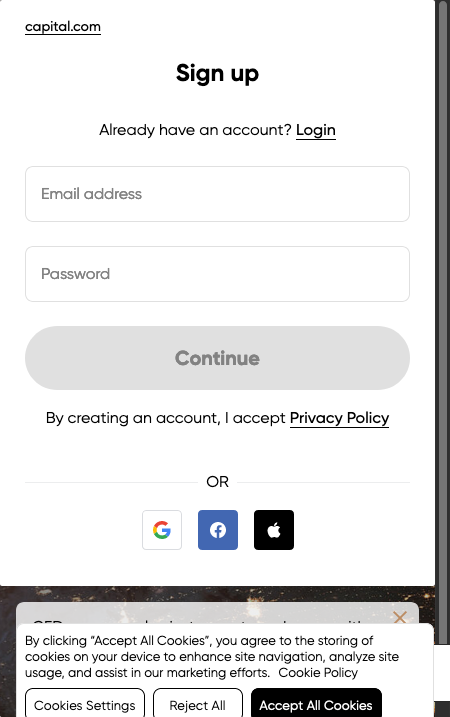 capital.com
Sign up
Already have an account? Login
Email address
Password
Continue
By creating an account, I accept Privacy Policy
OR
By clicking “Accept All Cookies”, you agree to the storing of
cookies on your device to enhance site navigation, analyze site
usage, and assist in our marketing efforts. Cookie Policy
Cookies Settings Reject All Accept All Cookies